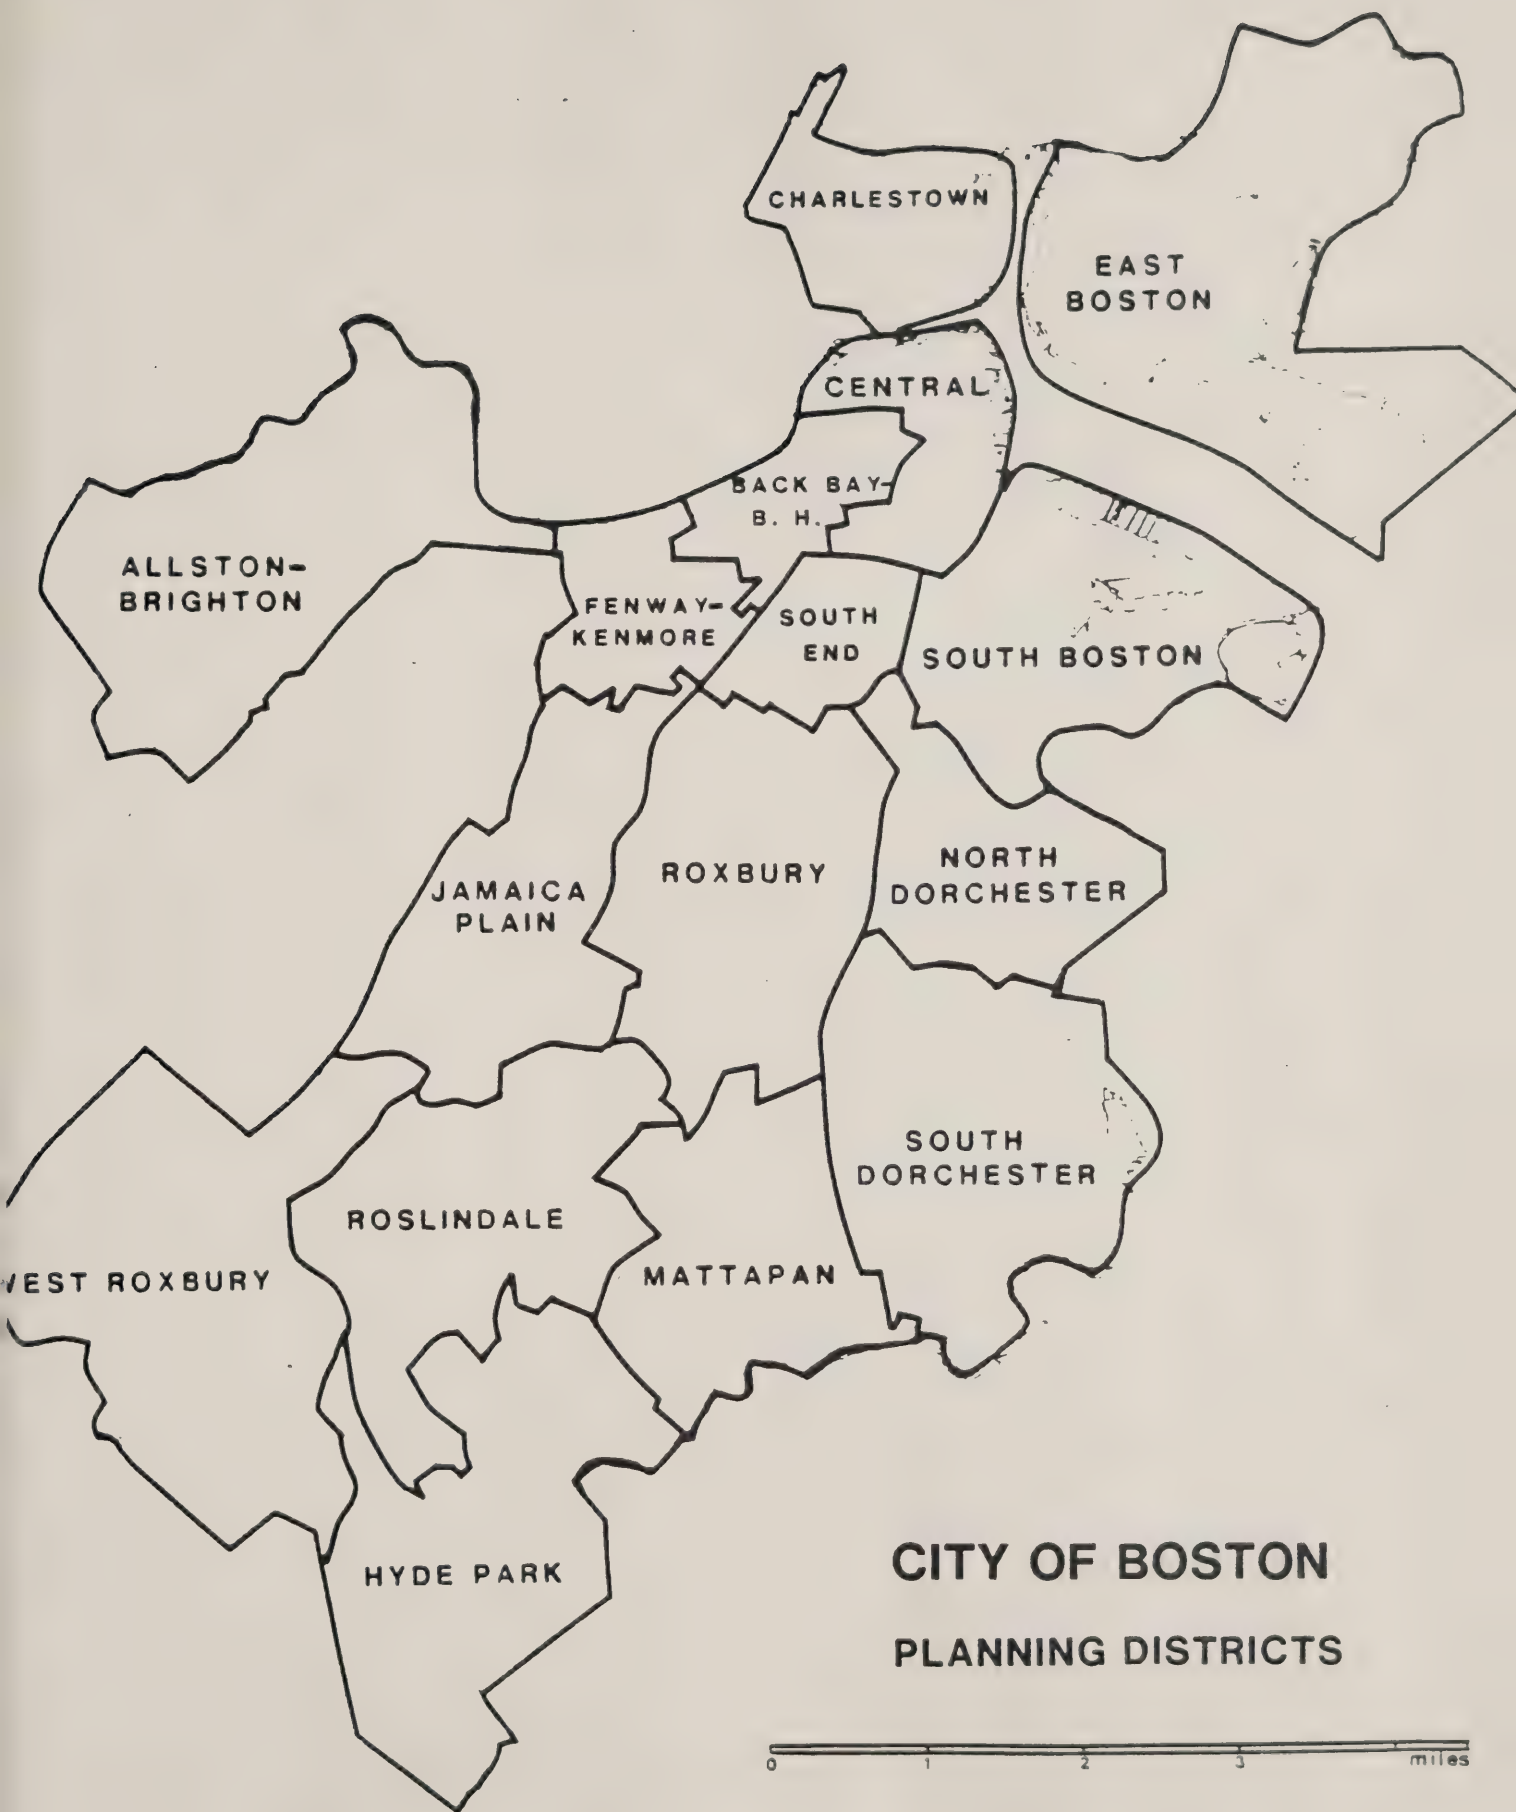 CHARLESTOWN
EAST
BOSTON
CENTRAL
BACK BAY-
B. H.
ALLSTON-
BRIGHTON
FENWAY-
KENMORE
SOUTH
END
SOUTH BOSTON
JAMAICA
PLAIN
ROXBURY
NORTH
DORCHESTER
SOUTH
DORCHESTER
ROSLINDALE
WEST ROXBURY
MATTAPAN
HYDE PARK
CITY OF BOSTON
PLANNING DISTRICTS
0 1 2 3 miles